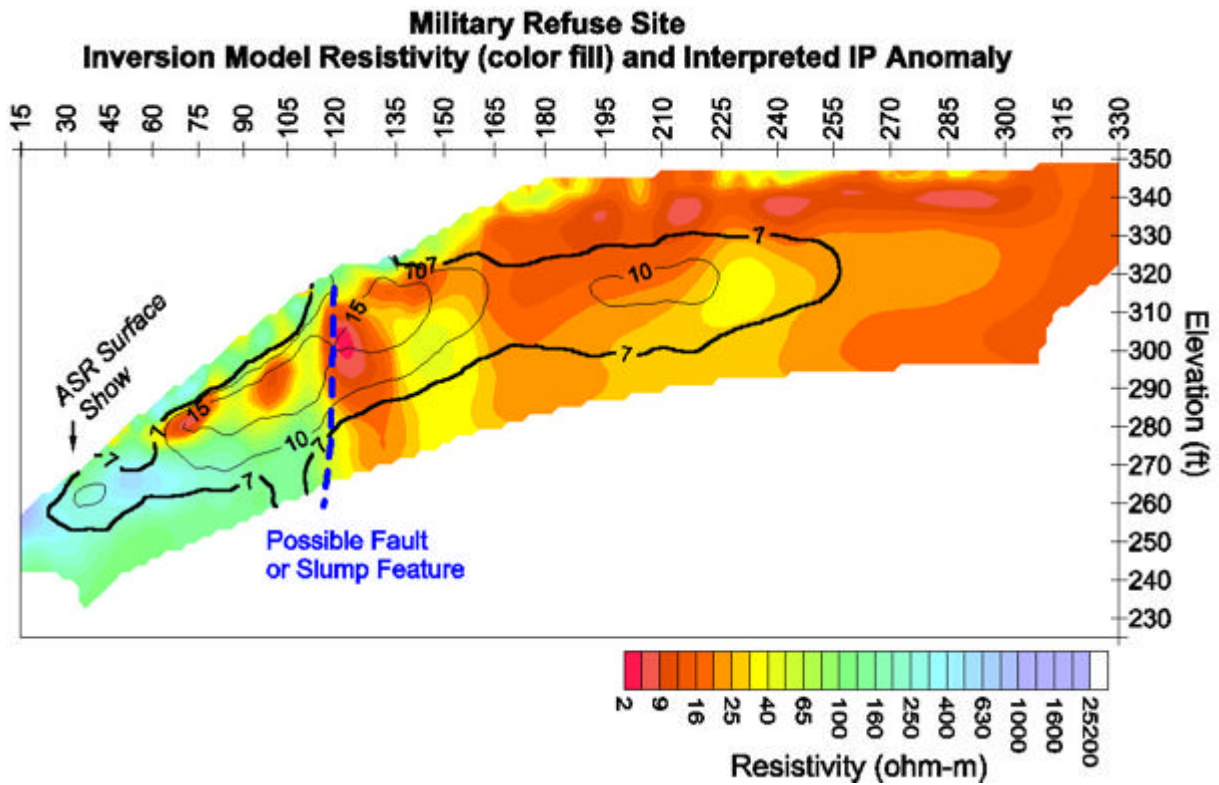 Military Refuse Site
Inversion Model Resistivity (color fill) and Interpreted IP Anomaly
15 30 45 60 75 90 105 120 135 150 165 180 195 210 225 240 255 270 285 300 315 330
350
340
330
320
310
300
290
280
270
260
250
240
230
Elevation (ft)
ASR Surface
Show
7
7
10
15
7
15
10
7
7
7
7
7
Possible Fault
or Slump Feature
2 9 16 25 40 65 100 160 250 400 630 1000 1600 25200
Resistivity (ohm-m)